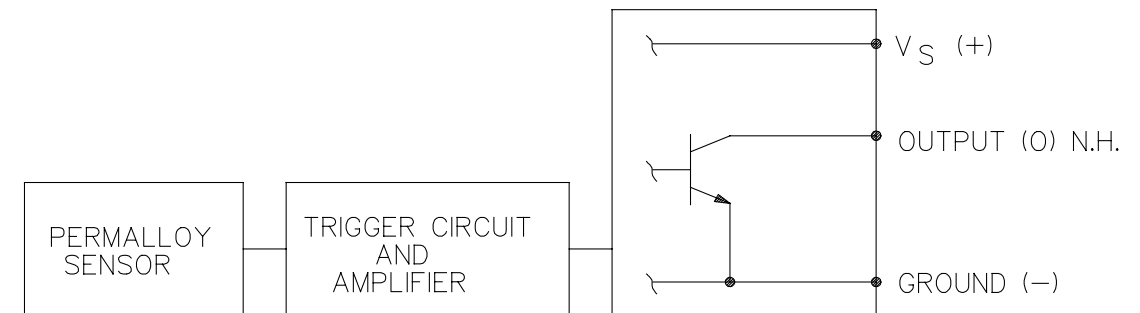 V S (+)
OUTPUT (O) N.H.
PERMALLOY
SENSOR
TRIGGER CIRCUIT
AND
AMPLIFIER
GROUND (−)